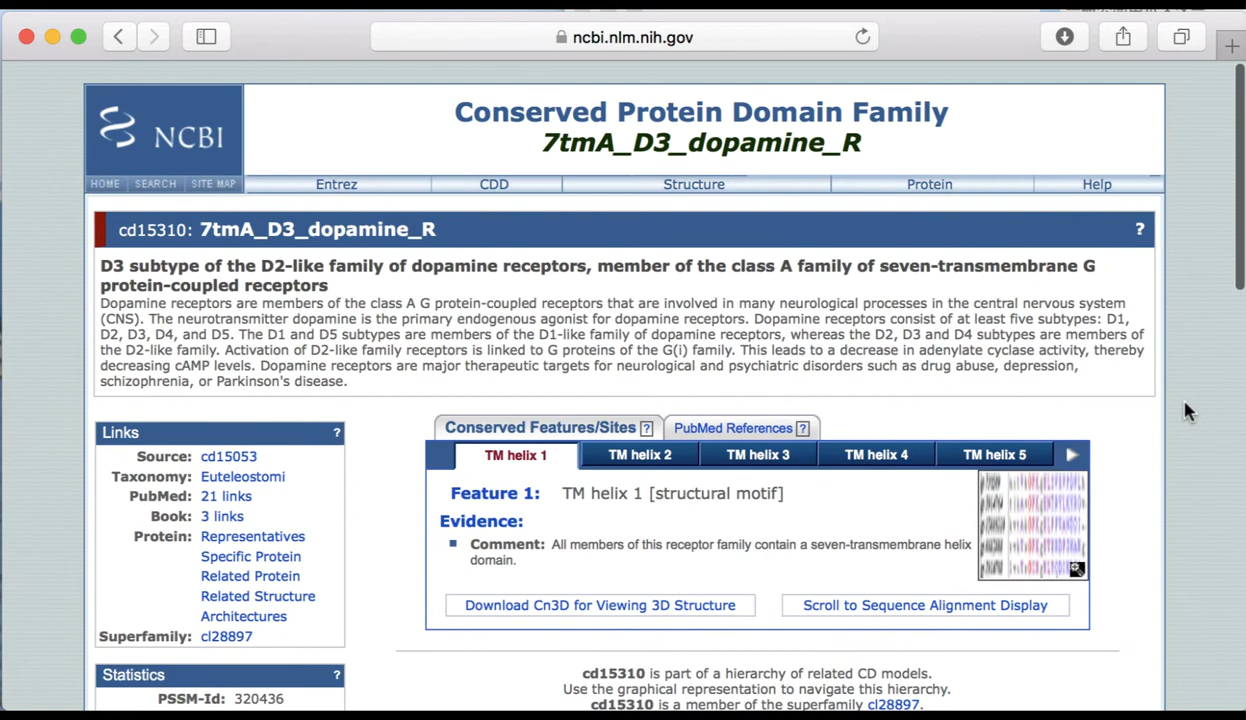 ncbi.nlm.nih.gov
NCBI
HOME SEARCH SITE MAP
Conserved Protein Domain Family
7tmA_D3_dopamine_R
Entrez CDD Structure Protein Help
cd15310: 7tmA_D3_dopamine_R ?
D3 subtype of the D2-like family of dopamine receptors, member of the class A family of seven-transmembrane G
protein-coupled receptors
Dopamine receptors are members of the class A G protein-coupled receptors that are involved in many neurological processes in the central nervous system
(CNS). The neurotransmitter dopamine is the primary endogenous agonist for dopamine receptors. Dopamine receptors consist of at least five subtypes: D1,
D2, D3, D4, and D5. The D1 and D5 subtypes are members of the D1-like family of dopamine receptors, whereas the D2, D3 and D4 subtypes are members of
the D2-like family. Activation of D2-like family receptors is linked to G proteins of the G(i) family. This leads to a decrease in adenylate cyclase activity, thereby
decreasing cAMP levels. Dopamine receptors are major therapeutic targets for neurological and psychiatric disorders such as drug abuse, depression,
schizophrenia, or Parkinson's disease.
Links ?
Source: cd15053
Taxonomy: Euteleostomi
PubMed: 21 links
Book: 3 links
Protein: Representatives
Specific Protein
Related Protein
Related Structure
Architectures
Superfamily: cl28897
Statistics ?
PSSM-Id: 320436
Conserved Features/Sites ? PubMed References ?
TM helix 1 TM helix 2 TM helix 3 TM helix 4 TM helix 5
Feature 1: TM helix 1 [structural motif]
Evidence:
Comment: All members of this receptor family contain a seven-transmembrane helix
domain.
Download Cn3D for Viewing 3D Structure Scroll to Sequence Alignment Display
cd15310 is part of a hierarchy of related CD models.
Use the graphical representation to navigate this hierarchy.
cd15310 is a member of the superfamily cl28897.